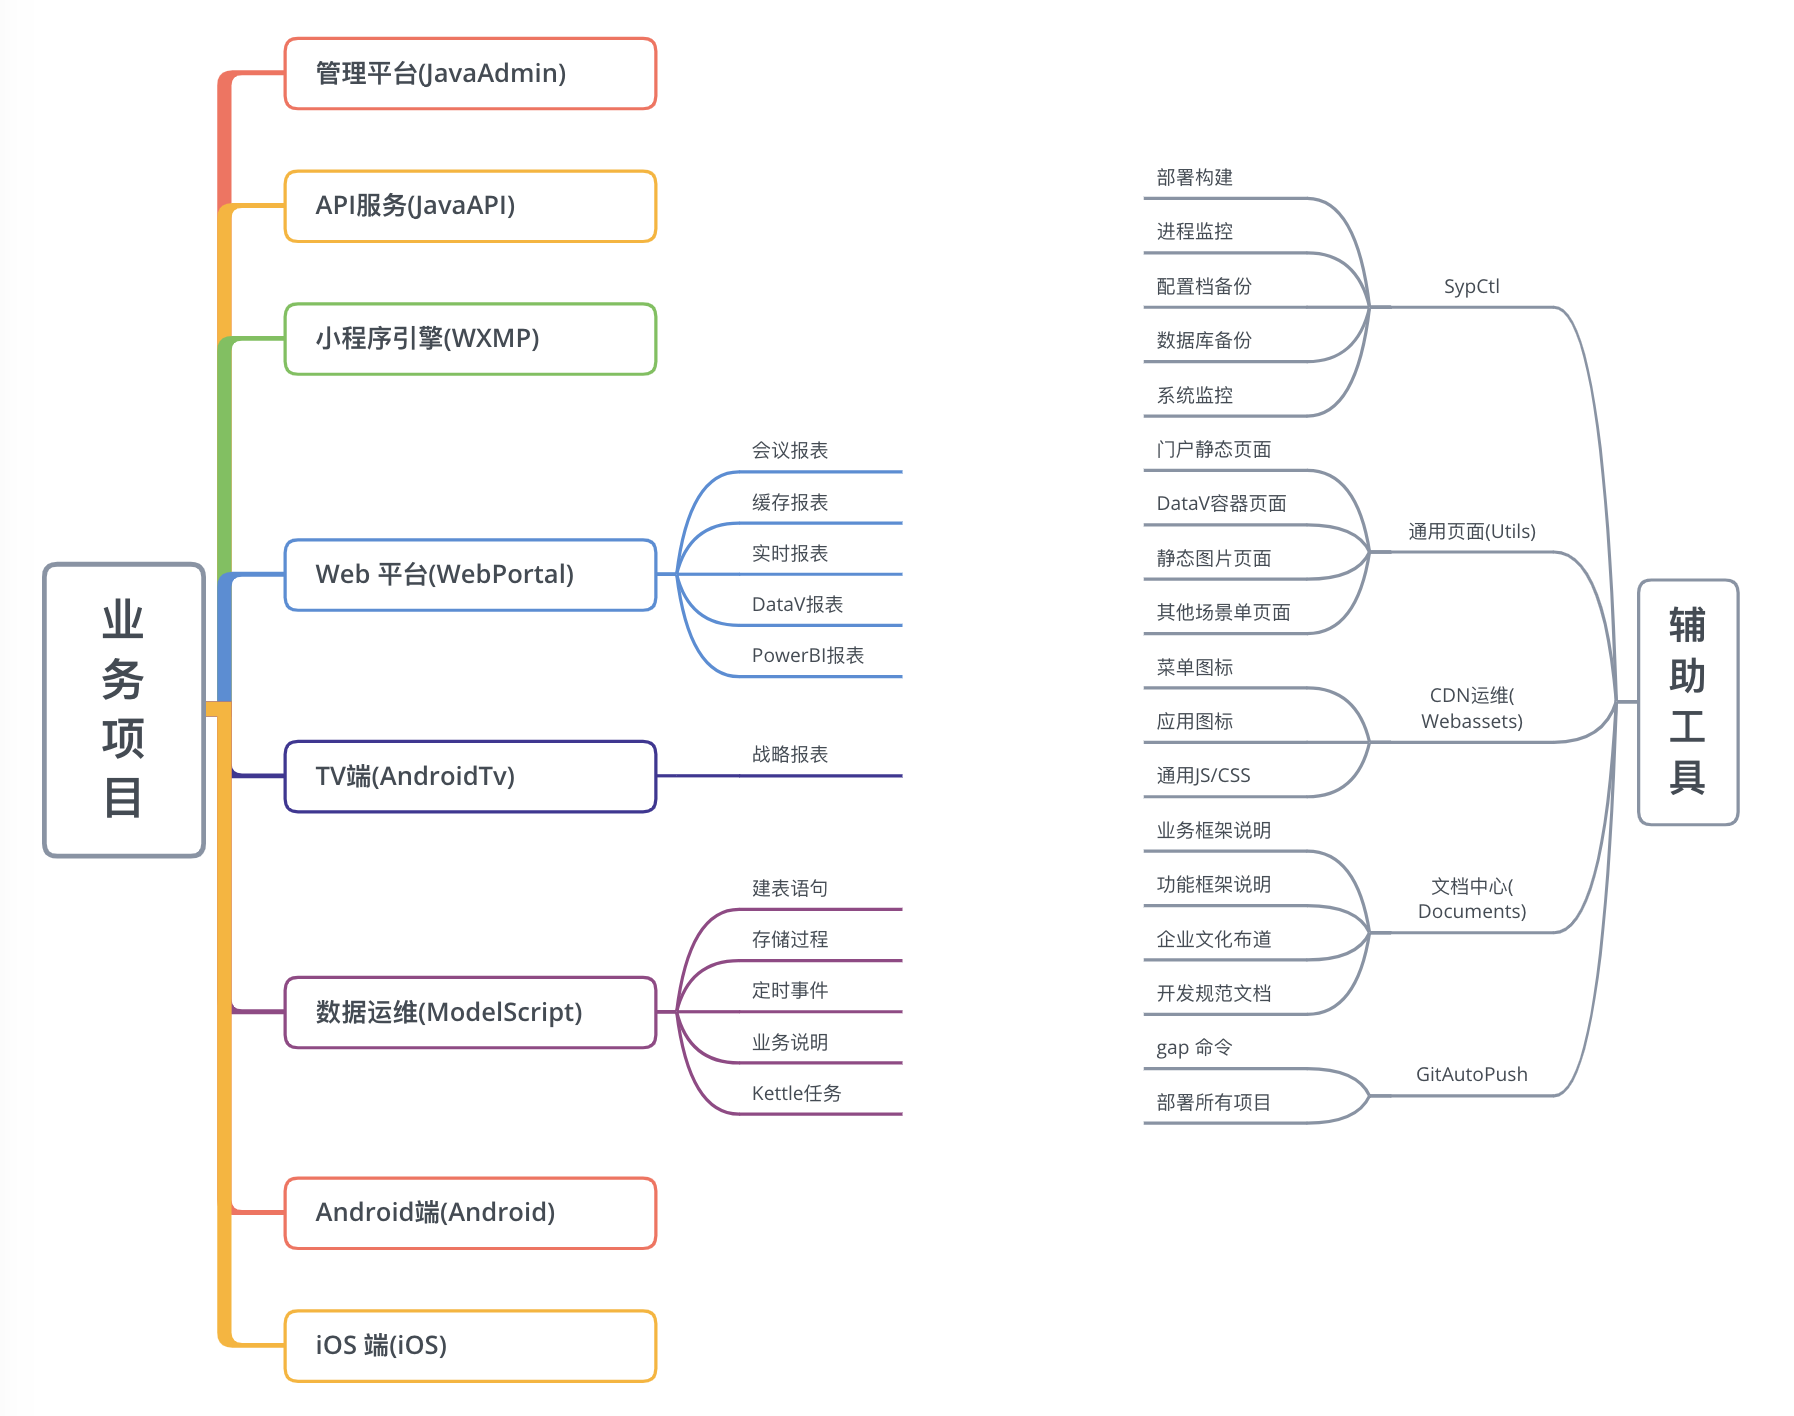 业
务
项
目
管理平台(JavaAdmin)
API服务(JavaAPI)
小程序引擎(WXMP)
Web 平台(WebPortal)
会议报表
缓存报表
实时报表
DataV报表
PowerBI报表
TV端(AndroidTv)
战略报表
数据运维(ModelScript)
建表语句
存储过程
定时事件
业务说明
Kettle任务
Android端(Android)
iOS 端(iOS)
辅
助
工
具
SypCtl
部署构建
进程监控
配置档备份
数据库备份
系统监控
通用页面(Utils)
门户静态页面
DataV容器页面
静态图片页面
其他场景单页面
CDN运维(
Webassets)
菜单图标
应用图标
通用JS/CSS
文档中心(
Documents)
业务框架说明
功能框架说明
企业文化布道
开发规范文档
GitAutoPush
gap 命令
部署所有项目